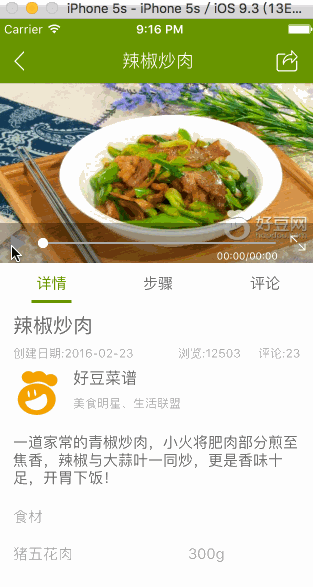 iPhone 5s - iPhone 5s / iOS 9.3 (13E...
Carrier 9:16 PM
辣椒炒肉
好豆网
00:00/00:00
详情 步骤 评论
辣椒炒肉
创建日期:2016-02-23 浏览:12503 评论:23
好豆菜谱
美食明星、生活联盟
一道家常的青椒炒肉，小火将肥肉部分煎至
焦香，辣椒与大蒜叶一同炒，更是香味十
足，开胃下饭！
食材
猪五花肉 300g